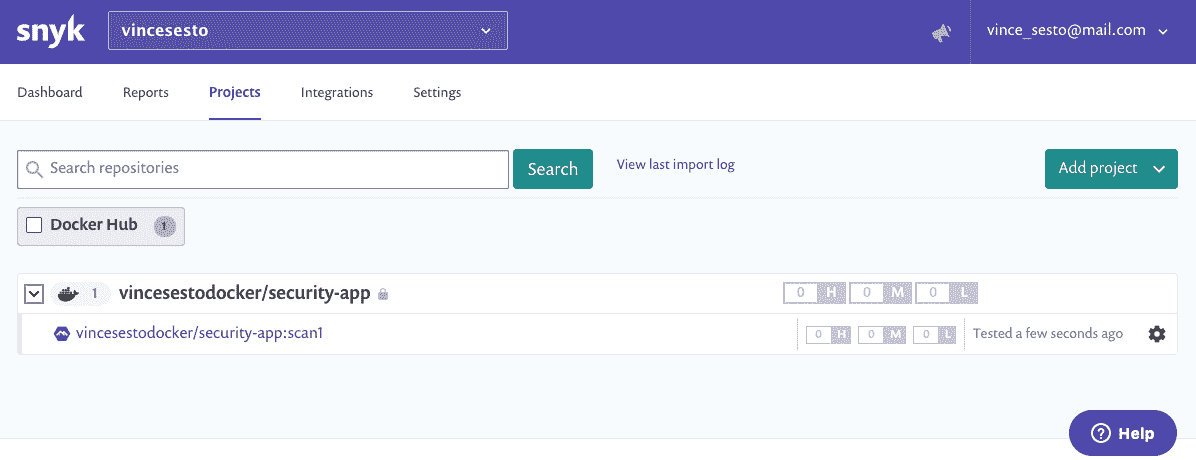 snyk vincesesto vince_sesto@mail.com
Dashboard Reports Projects Integrations Settings
Search repositories Search View last import log Add project
Docker Hub 1
1 vincesestodocker/security-app 0 H 0 M 0 L
vincesestodocker/security-app:scan1 0 H 0 M 0 L Tested a few seconds ago
Help